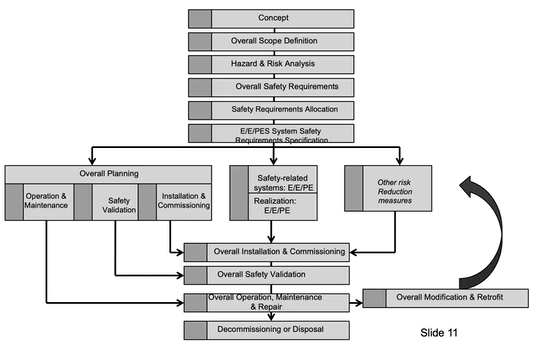 Concept
Overall Scope Definition
Hazard & Risk Analysis
Overall Safety Requirements
Safety Requirements Allocation
E/E/PES System Safety
Requirements Specification
Overall Planning
Operation &
Maintenance
Safety
Validation
Installation &
Commissioning
Safety-related
systems: E/E/PE
Realization:
E/E/PE
Other risk
Reduction
measures
Overall Installation & Commissioning
Overall Safety Validation
Overall Operation, Maintenance
& Repair
Overall Modification & Retrofit
Decommissioning or Disposal
Slide 11